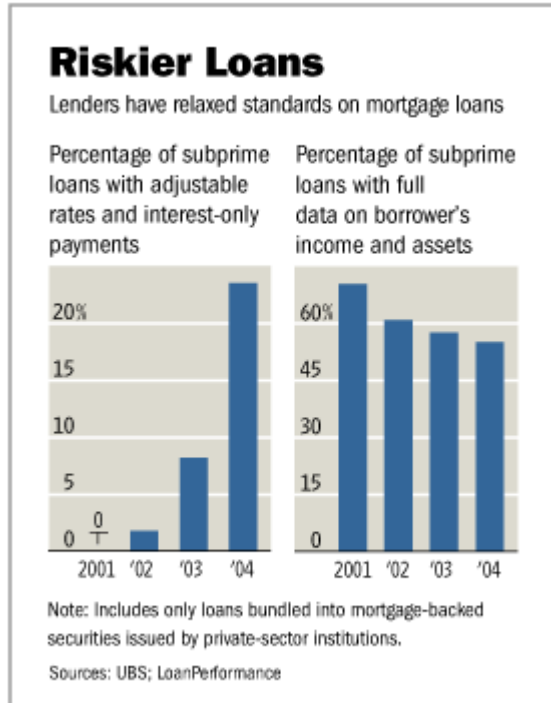 Riskier Loans
Lenders have relaxed standards on mortgage loans
Percentage of subprime
loans with adjustable
rates and interest-only
payments
20%
15
10
5
0
0
2001 '02 '03 '04
Percentage of subprime
loans with full
data on borrower's
income and assets
60%
45
30
15
0
2001 '02 '03 '04
Note: Includes only loans bundled into mortgage-backed
securities issued by private-sector institutions.
Sources: UBS; LoanPerformance